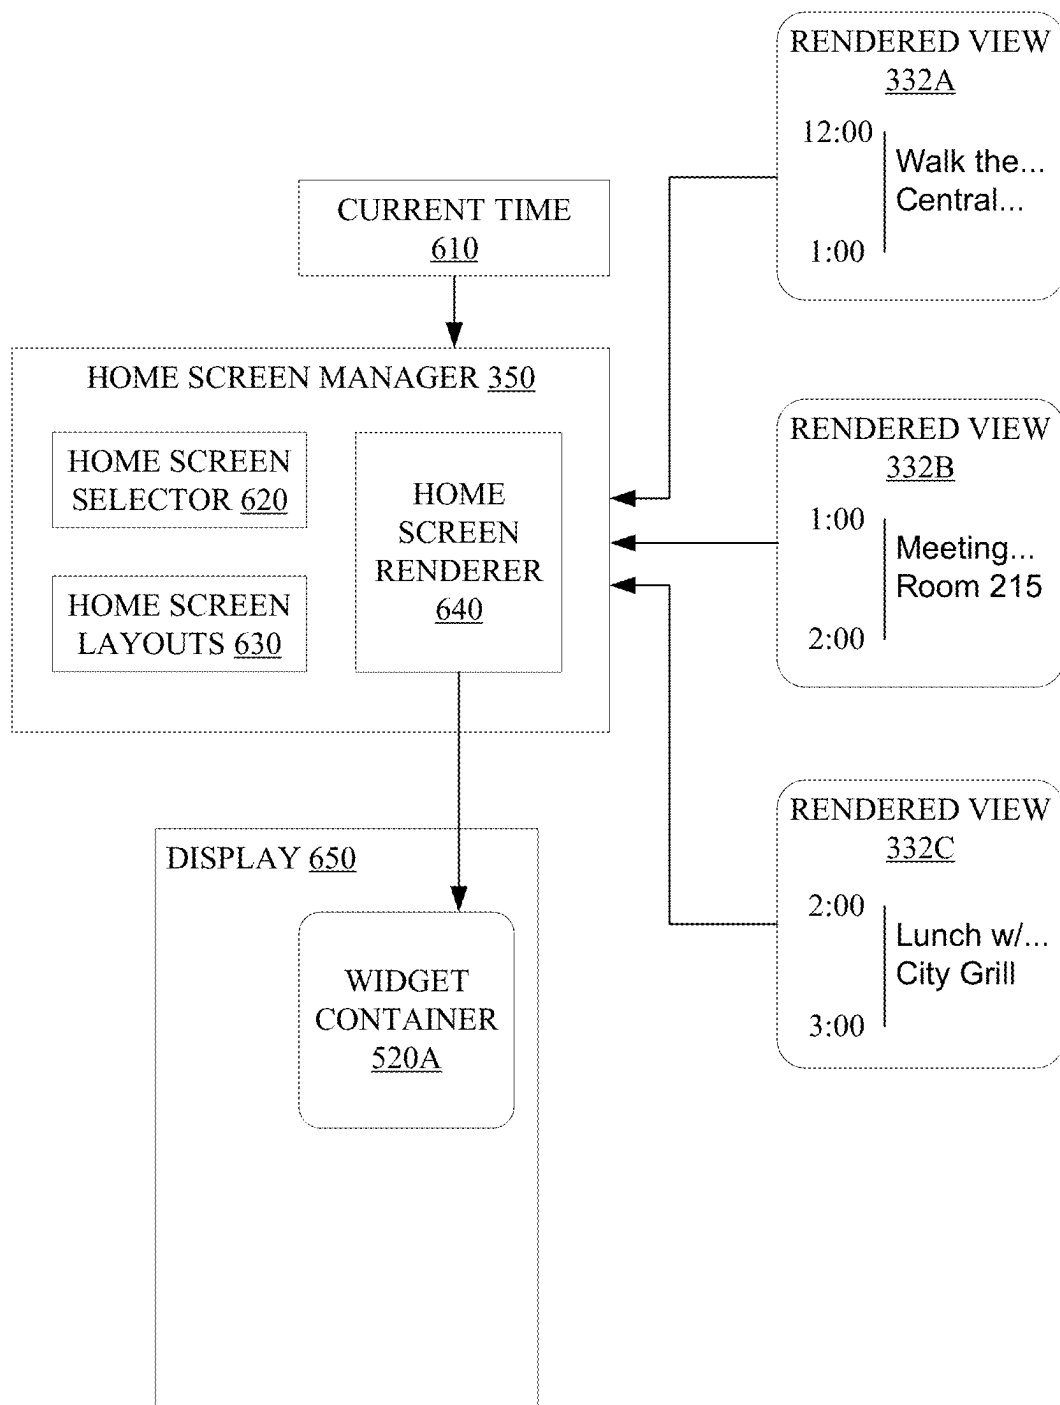 CURRENT TIME
610
HOME SCREEN MANAGER 350
HOME SCREEN
SELECTOR 620
HOME SCREEN
LAYOUTS 630
HOME
SCREEN
RENDERER
640
DISPLAY 650
WIDGET
CONTAINER
520A
RENDERED VIEW
332A
12:00
Walk the...
Central...
1:00
RENDERED VIEW
332B
1:00
Meeting...
Room 215
2:00
RENDERED VIEW
332C
2:00
Lunch w/...
City Grill
3:00